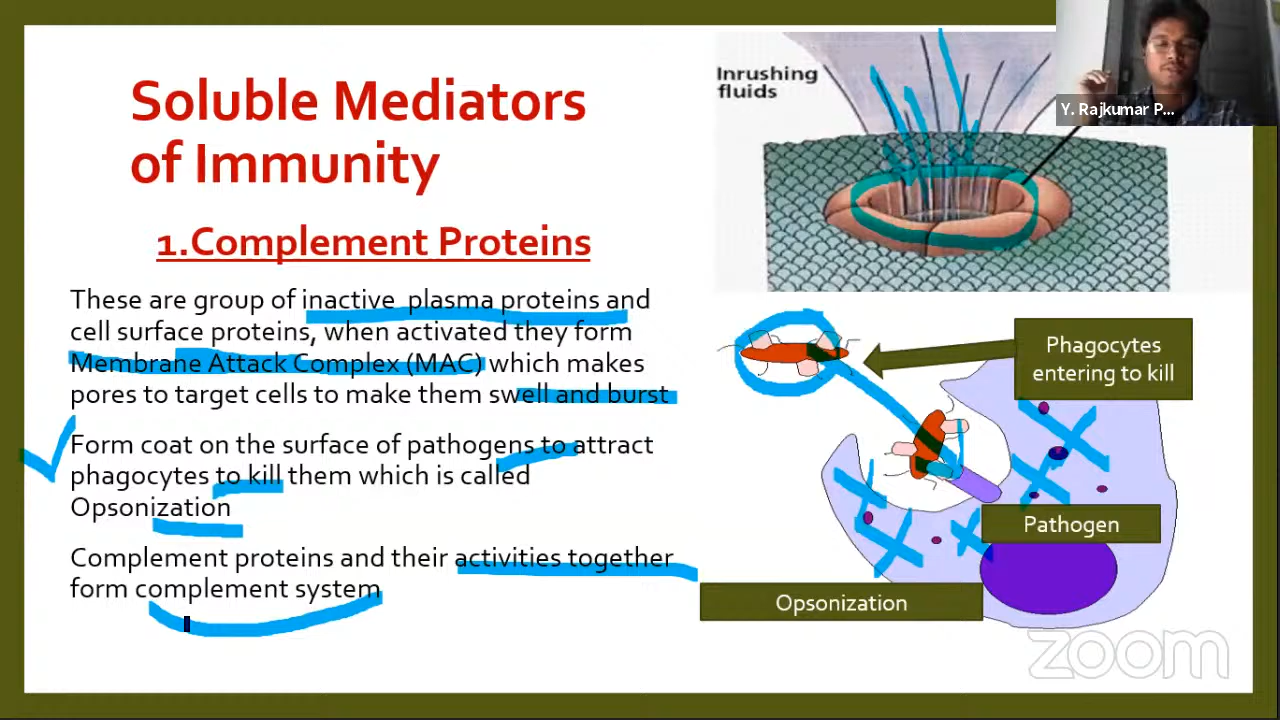 Soluble Mediators
of Immunity
1.Complement Proteins
These are group of inactive plasma proteins and
cell surface proteins, when activated they form
Membrane Attack Complex (MAC) which makes
pores to target cells to make them swell and burst
Form coat on the surface of pathogens to attract
phagocytes to kill them which is called
Opsonization
Complement proteins and their activities together
form complement system
Inrushing
fluids
Y. Rajkumar P...
Phagocytes
entering to kill
Pathogen
Opsonization
zoom